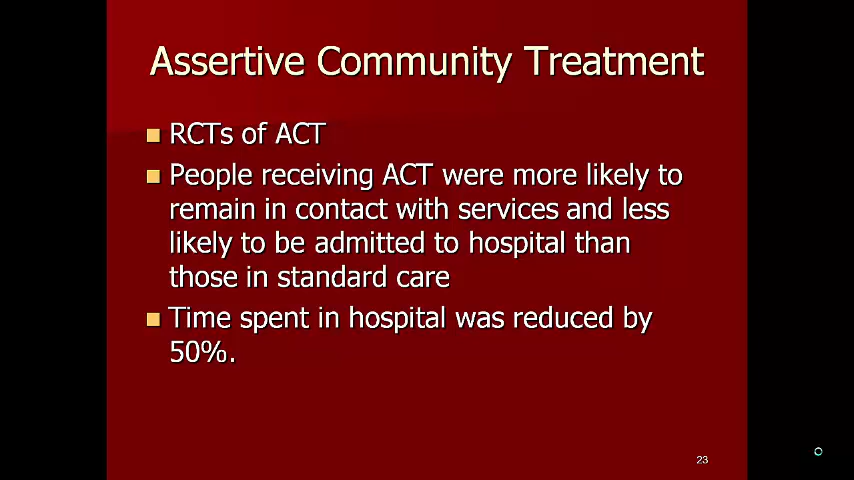 Assertive Community Treatment
RCTs of ACT
People receiving ACT were more likely to
remain in contact with services and less
likely to be admitted to hospital than
those in standard care
Time spent in hospital was reduced by
50%.
23